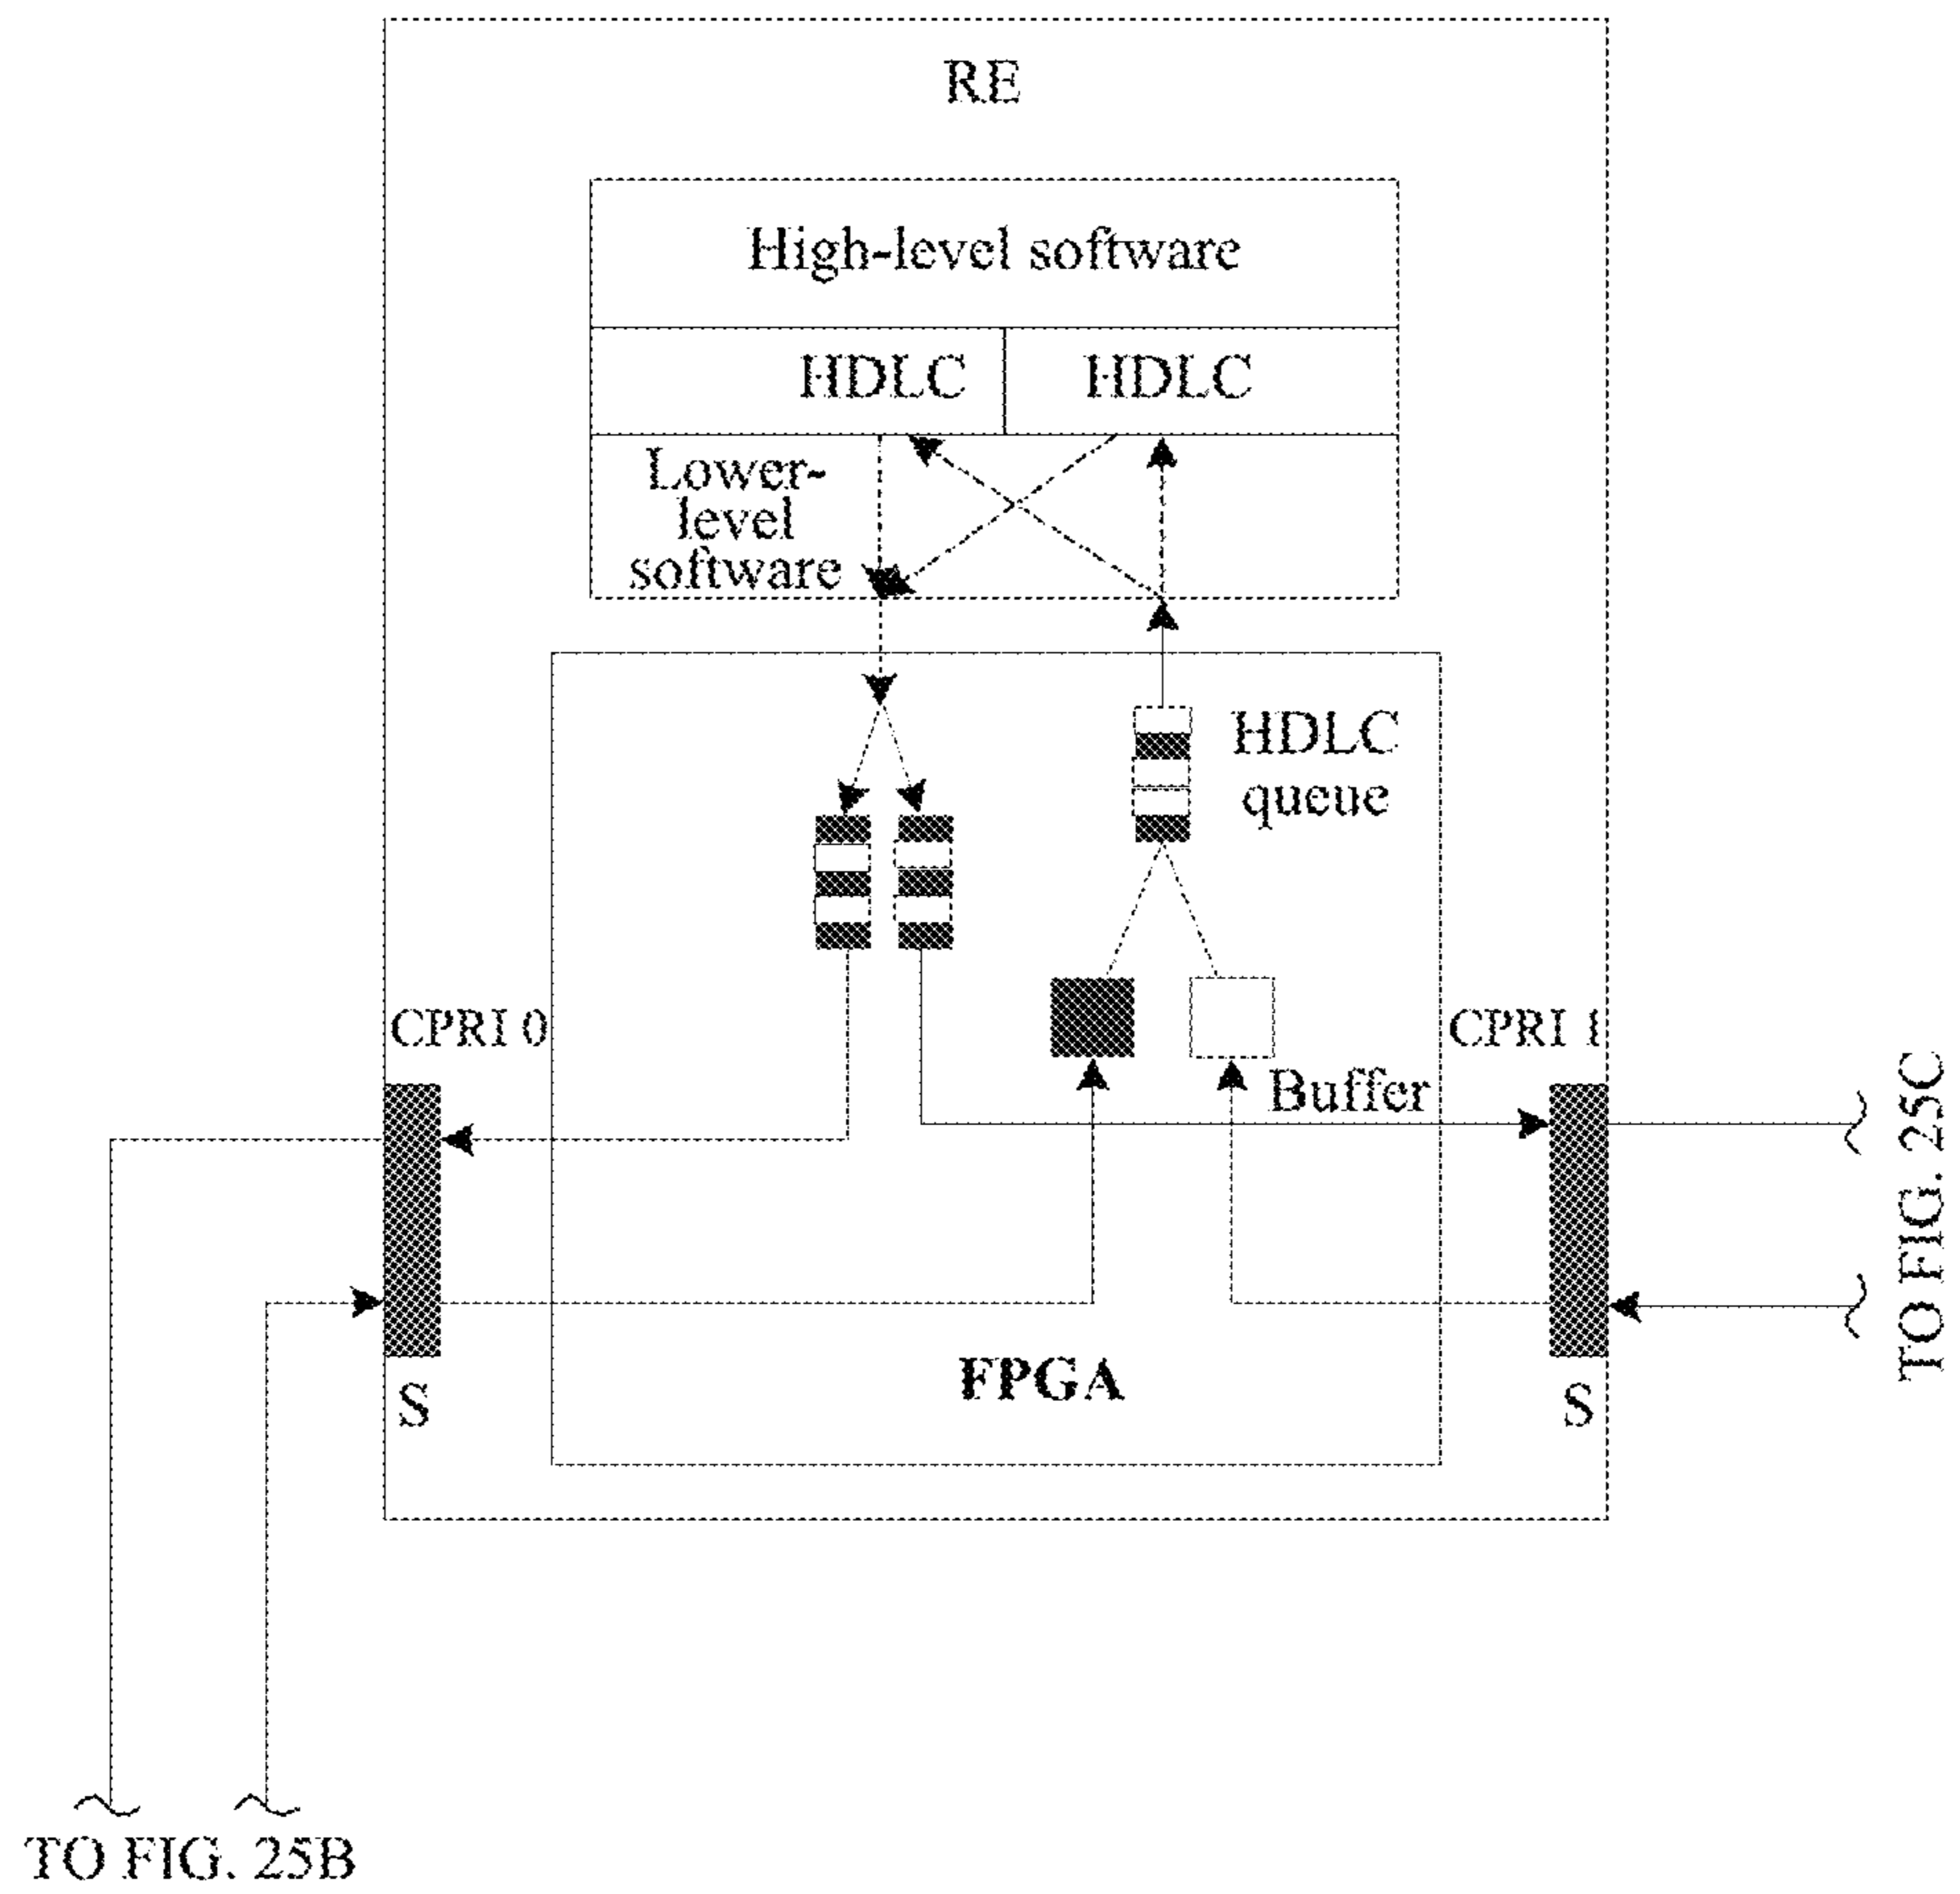 RE
High-level software
HDLC HDLC
Lower-
level
software
HDLC
queue
CPRI 0
CPRI 1
Buffer
FPGA
S
S
TO FIG. 25C
TO FIG. 25B